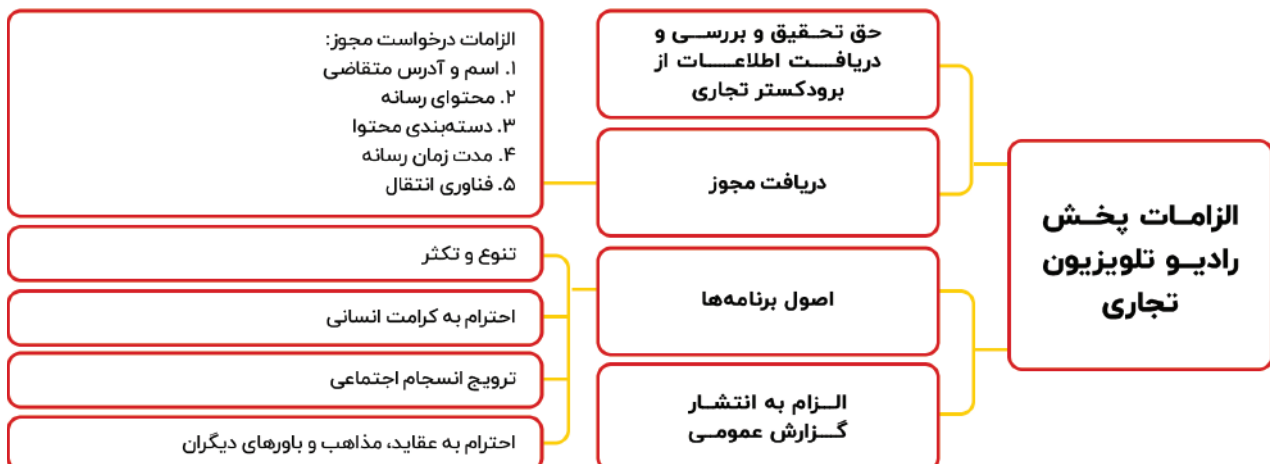 الزامات پخش
رادیو تلویزیون
تجاری
حق تحقیق و بررسی و
دریافت اطلاعات از
برودکستر تجاری
دریافت مجوز
الزامات درخواست مجوز:
۱. اسم و آدرس متقاضی
۲. محتوای رسانه
۳. دسته‌بندی محتوا
۴. مدت زمان رسانه
۵. فناوری انتقال
اصول برنامه‌ها
تنوع و تکثر
احترام به کرامت انسانی
ترویج انسجام اجتماعی
احترام به عقاید، مذاهب و باورهای دیگران
الزام به انتشار
گزارش عمومی